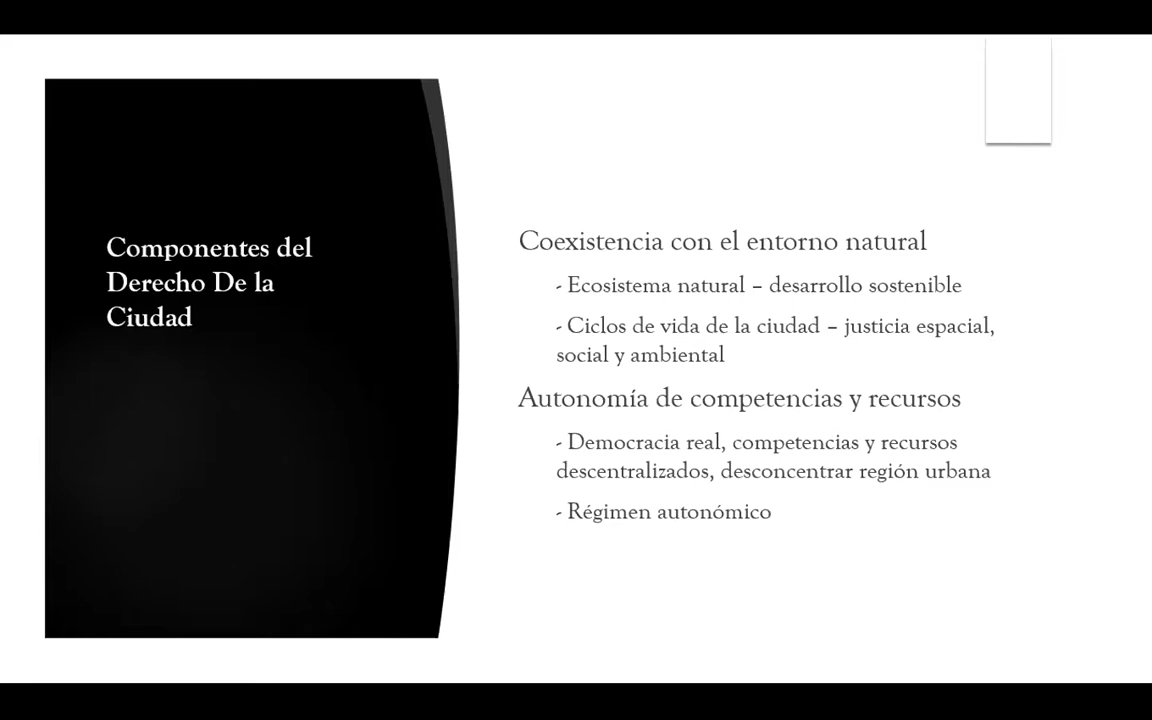 Componentes del
Derecho De la
Ciudad
Coexistencia con el entorno natural
- Ecosistema natural – desarrollo sostenible
- Ciclos de vida de la ciudad – justicia espacial,
social y ambiental
Autonomía de competencias y recursos
- Democracia real, competencias y recursos
descentralizados, desconcentrar región urbana
- Régimen autonómico